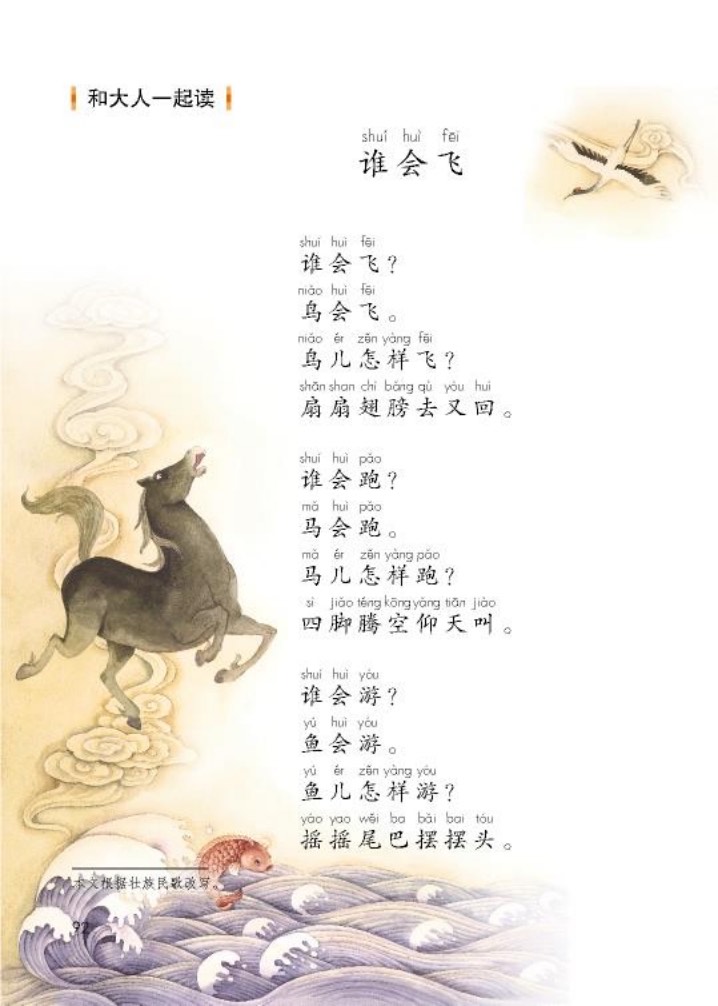 和大人一起读
shuí huì fēi
谁会飞
shuí huì fēi
谁会飞？
niǎo huì fēi
鸟会飞。
niǎo ér zěn yàng fēi
鸟儿怎样飞？
shān shan chì bǎng qù yòu huí
扇扇翅膀去又回。
shuí huì pǎo
谁会跑？
mǎ huì pǎo
马会跑。
mǎ ér zěn yàng pǎo
马儿怎样跑？
sì jiǎo téng kōng yǎng tiān jiào
四脚腾空仰天叫。
shuí huì yóu
谁会游？
yú huì yóu
鱼会游。
yú ér zěn yàng yóu
鱼儿怎样游？
yáo yao wěi ba bǎi bai tóu
摇摇尾巴摆摆头。
本文根据壮族民歌改写。
92